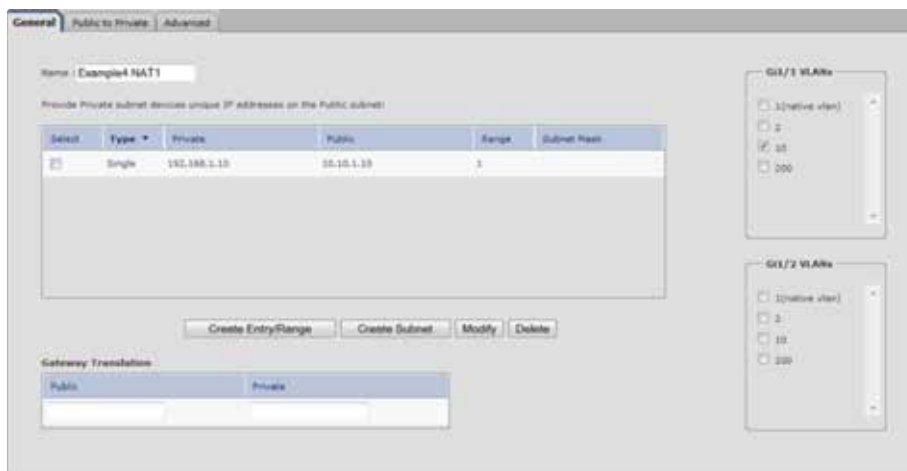 General Public to Private Advanced
Name : Example4 NAT1
Provide Private subnet devices unique IP addresses on the Public subnet:
Select Type Private Public Range Subnet Mask
Single 192.168.1.10 10.10.1.10 1
Create Entry/Range Create Subnet Modify Delete
Gateway Translation
Public Private
Gi1/1 VLANs
1(native vlan)
2
10
200
Gi1/2 VLANs
1(native vlan)
2
10
200